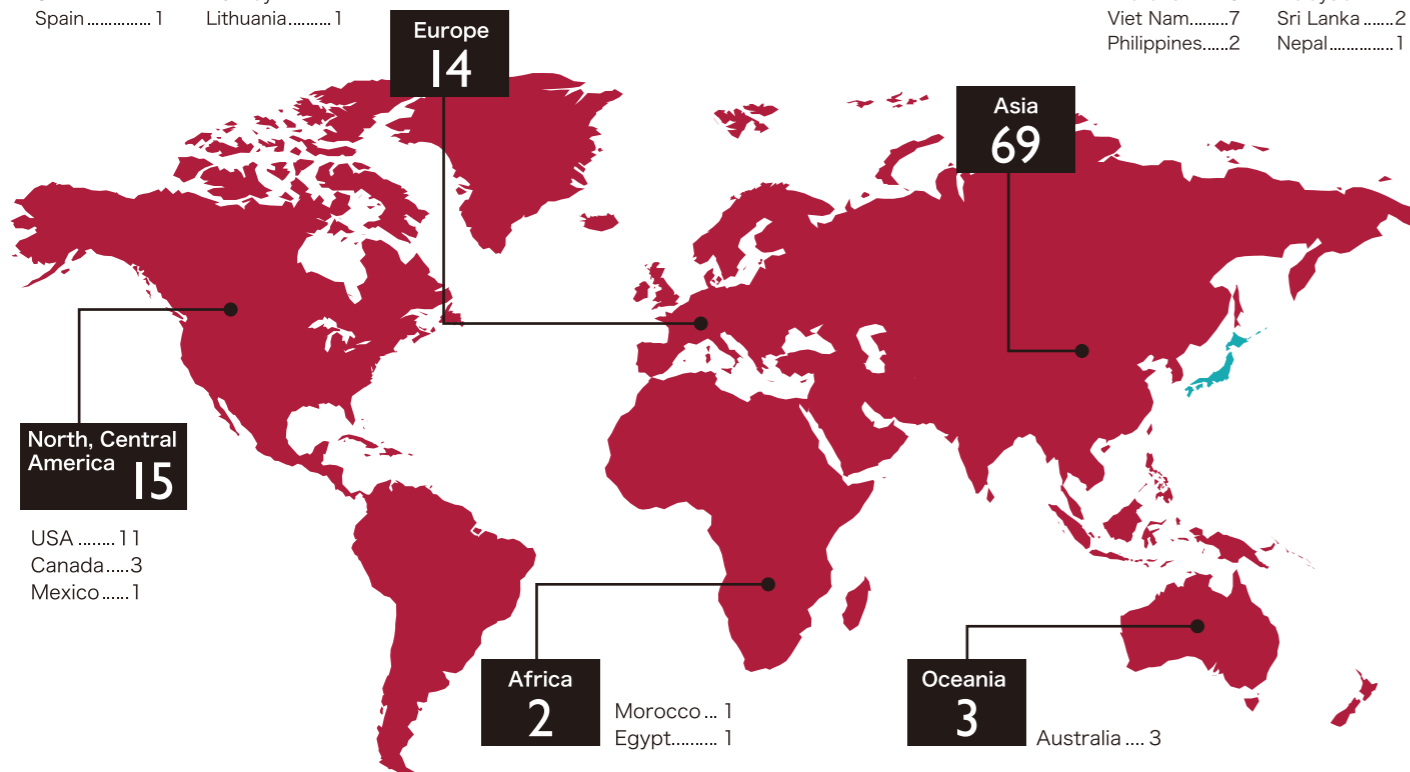 Spain .............. 1
Lithuania ......... 1
Viet Nam ........ 7
Sri Lanka ....... 2
Philippines ...... 2
Nepal .............. 1
Europe
14
Asia
69
North, Central
America 15
USA ........ 11
Canada ..... 3
Mexico ...... 1
Africa
2
Morocco ... 1
Egypt .......... 1
Oceania
3
Australia .... 3